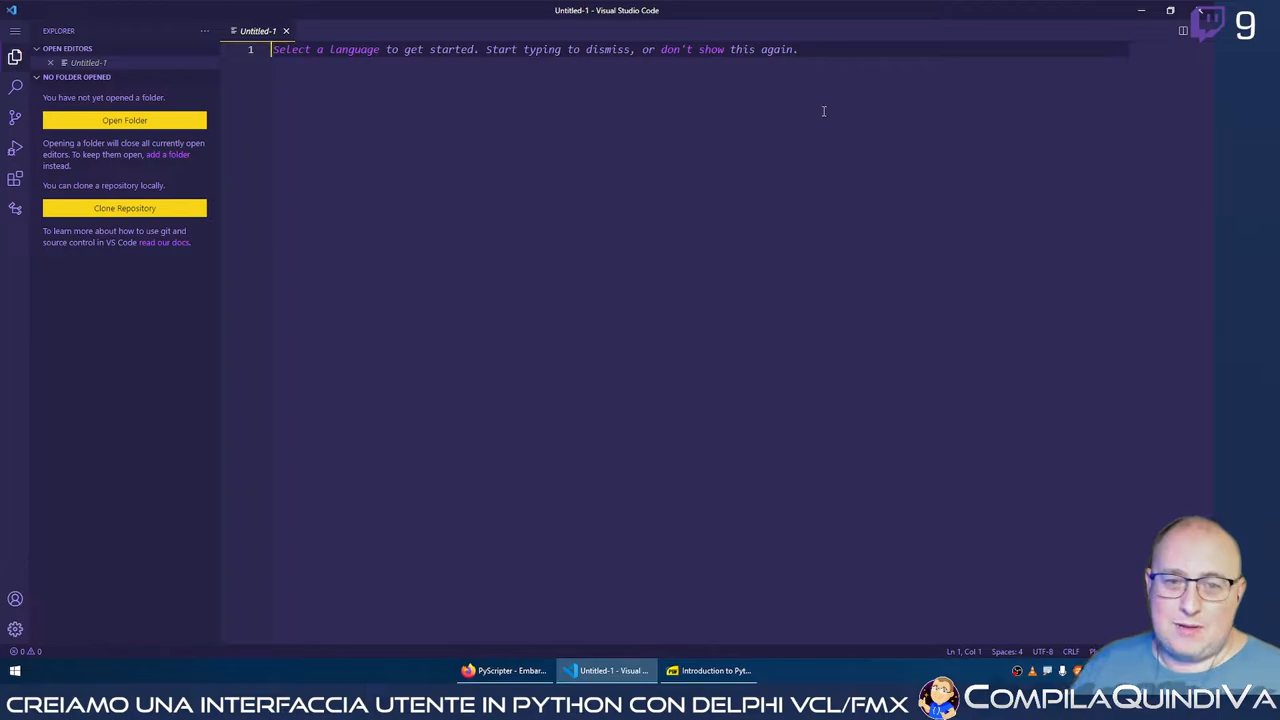 Untitled-1 - Visual Studio Code
9
EXPLORER
OPEN EDITORS
Untitled-1
NO FOLDER OPENED
You have not yet opened a folder.
Open Folder
Opening a folder will close all currently open
editors. To keep them open, add a folder
instead.
You can clone a repository locally.
Clone Repository
To learn more about how to use git and
source control in VS Code read our docs.
Untitled-1
1 Select a language to get started. Start typing to dismiss, or don't show this again.
0 0
Ln 1, Col 1 Spaces: 4 UTF-8 CRLF
PyScripter - Embar... Untitled-1 - Visual ... Introduction to Pyt...
CREIAMO UNA INTERFACCIA UTENTE IN PYTHON CON DELPHI VCL/FMX
COMPILAQUINDIVA